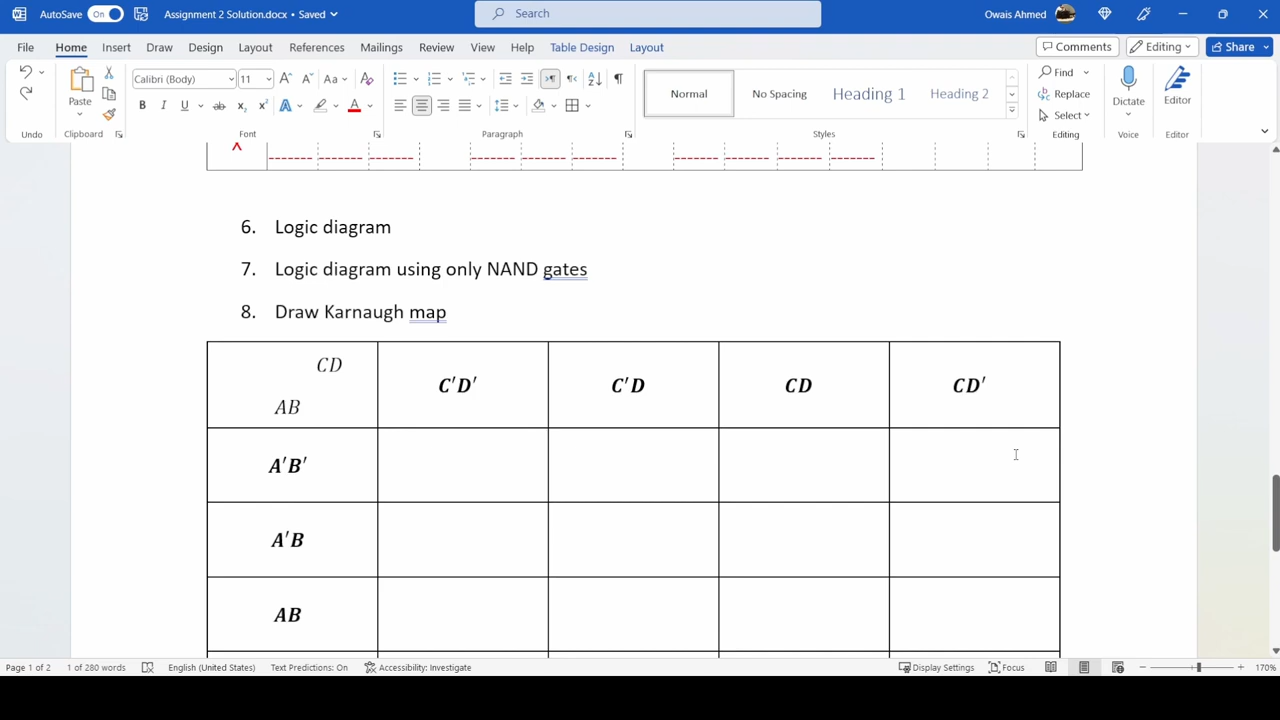 AutoSave On Assignment 2 Solution.docx • Saved Search Owais Ahmed
File Home Insert Draw Design Layout References Mailings Review View Help Table Design Layout Comments Editing Share
Undo Paste Clipboard
Calibri (Body) 11 Aa Font
Paragraph
Normal No Spacing Heading 1 Heading 2 Styles
Find Replace Select Editing
Dictate Voice
Editor Editor
6. Logic diagram
7. Logic diagram using only NAND gates
8. Draw Karnaugh map
CD
AB
C′D′ C′D CD CD′
A′B′
A′B
AB
Page 1 of 2 1 of 280 words English (United States) Text Predictions: On Accessibility: Investigate Display Settings Focus 170%